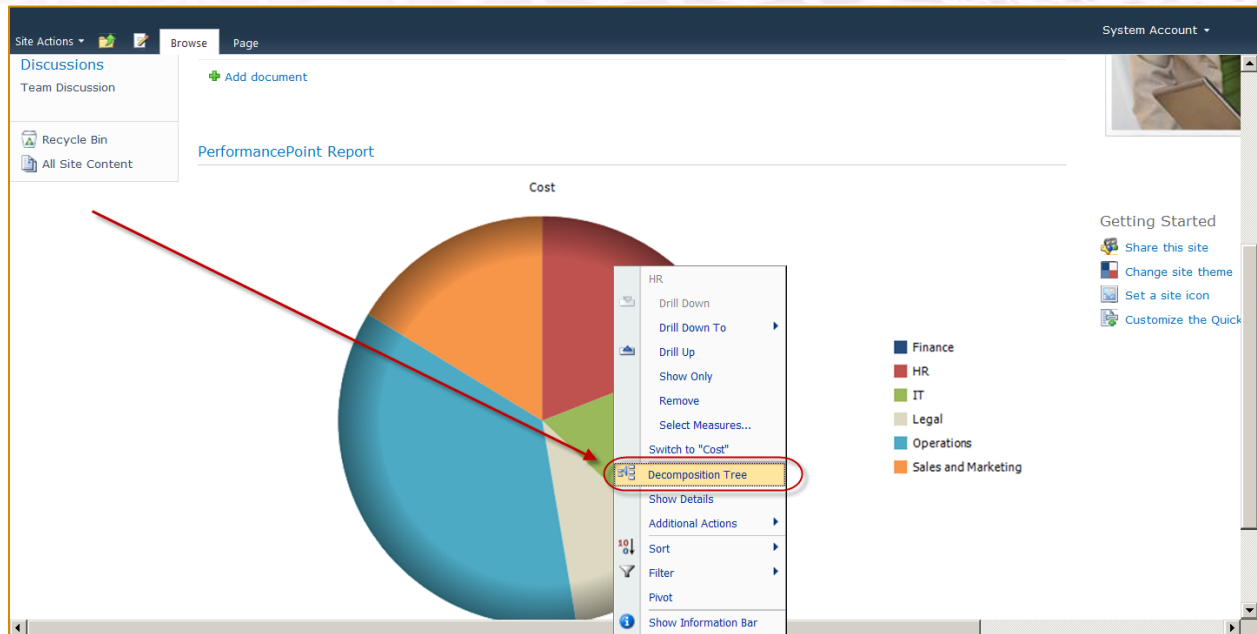 System Account
Site Actions
Browse
Page
Discussions
Team Discussion
Add document
Recycle Bin
All Site Content
PerformancePoint Report
Cost
HR
Drill Down
Drill Down To
Drill Up
Show Only
Remove
Select Measures...
Switch to "Cost"
Decomposition Tree
Show Details
Additional Actions
Sort
Filter
Pivot
Show Information Bar
Finance
HR
IT
Legal
Operations
Sales and Marketing
Getting Started
Share this site
Change site theme
Set a site icon
Customize the Quick